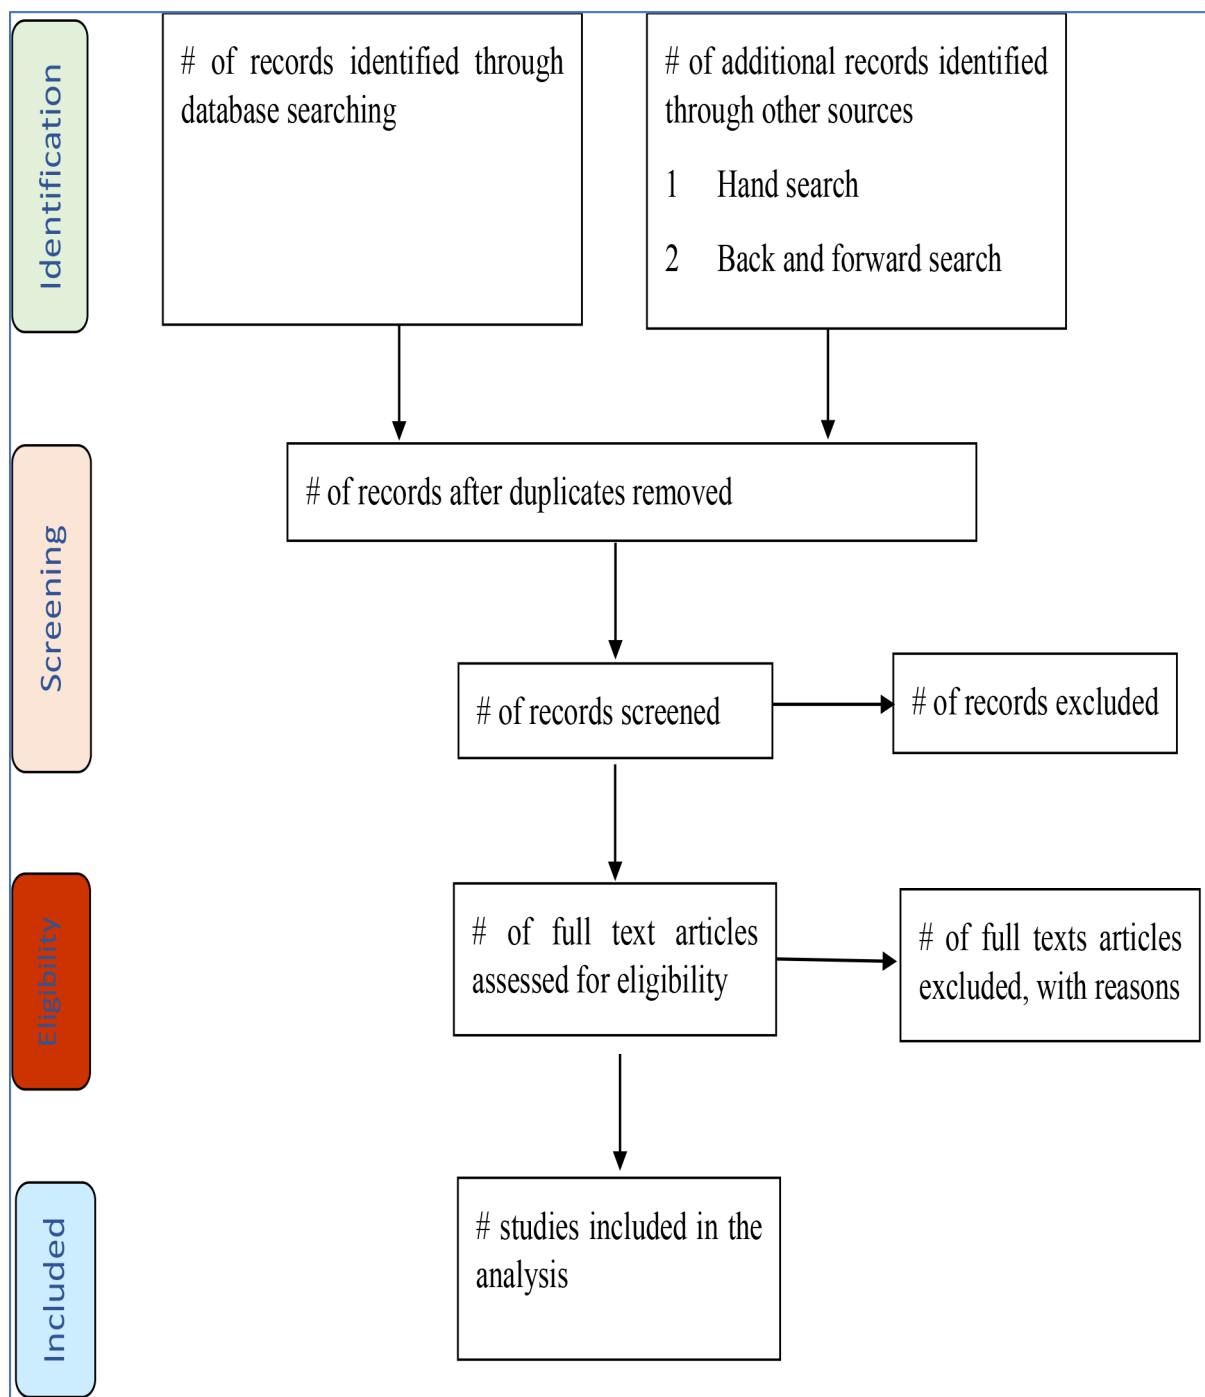 Identification
# of records identified through
database searching
# of additional records identified
through other sources
1 Hand search
2 Back and forward search
Screening
# of records after duplicates removed
# of records screened
# of records excluded
Eligibility
# of full text articles
assessed for eligibility
# of full texts articles
excluded, with reasons
Included
# studies included in the
analysis